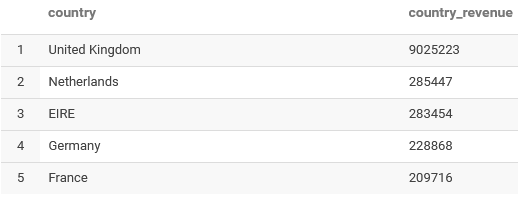 country country_revenue
1 United Kingdom 9025223
2 Netherlands 285447
3 EIRE 283454
4 Germany 228868
5 France 209716